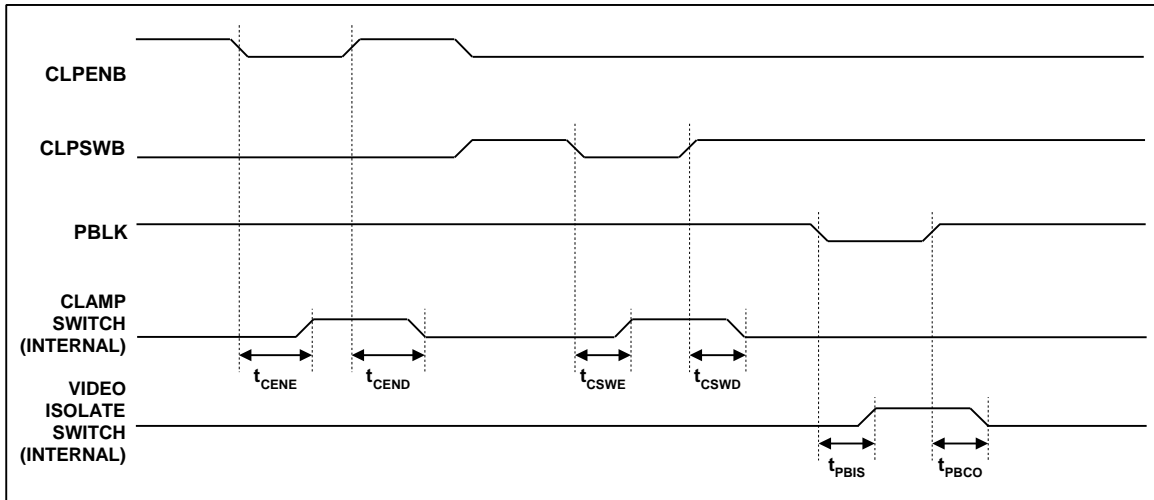 CLPENB
CLPSWB
PBLK
CLAMP
SWITCH
(INTERNAL)
tCENE
tCEND
tCSWE
tCSWD
VIDEO
ISOLATE
SWITCH
(INTERNAL)
tPBIS
tPBCO